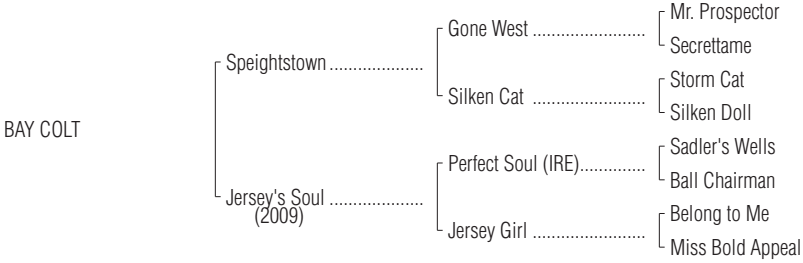 Mr. Prospector
Gone West ........................
Secrettame
Speightstown ....................
Storm Cat
Silken Cat ........................
Silken Doll
BAY COLT
Sadler's Wells
Perfect Soul (IRE)..............
Ball Chairman
Jersey's Soul ....................
(2009)
Belong to Me
Jersey Girl ........................
Miss Bold Appeal